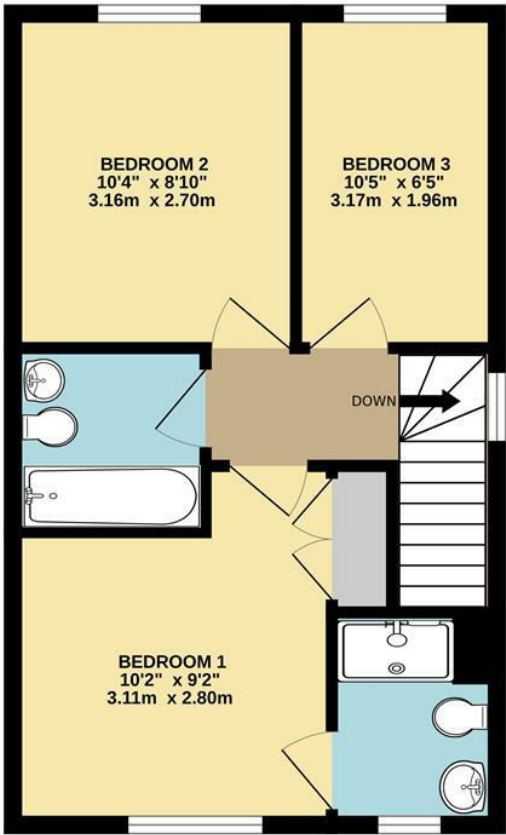 BEDROOM 2
10'4" x 8'10"
3.16m x 2.70m
BEDROOM 3
10'5" x 6'5"
3.17m x 1.96m
DOWN
BEDROOM 1
10'2" x 9'2"
3.11m x 2.80m